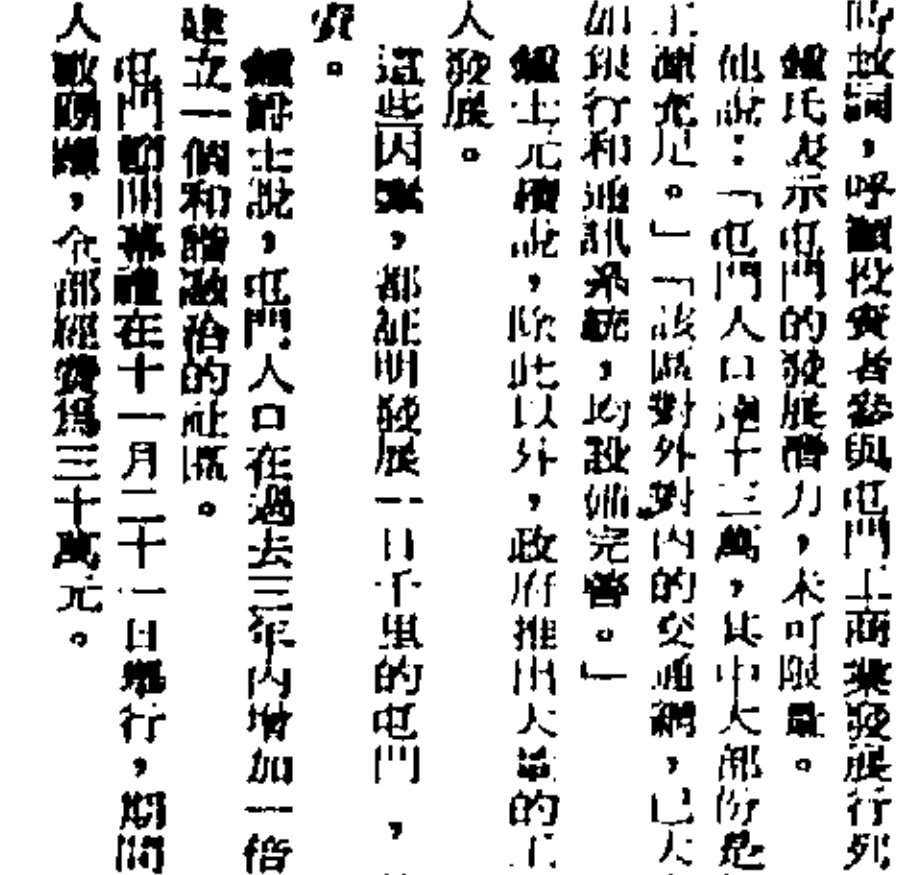 時致詞,呼籲投資者參與屯門工商業發展行列
鍾氏表示屯門的發展潛力,未可限量。
他說:「屯門人口達十三萬,其中大部份是
工源充足。」「該區對外對內的交通網,已大
如銀行和通訊系統,均設備完善。」
鍾士元積說,除此以外,政府推出大量的工
人發展。
這些因素,都証明發展一日千里的屯門,
資。
鍾爵士說,屯門人口在過去三年內增加一倍
建立一個和諧融洽的社區。
屯門節開幕禮在十一月二十一日舉行,期間
人敏,全部經費爲三十萬元。